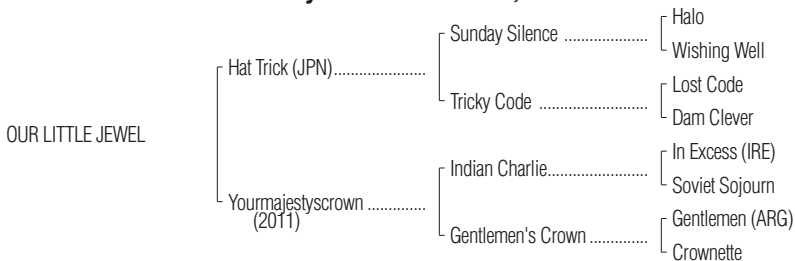 Halo
Sunday Silence ....................
Wishing Well
Hat Trick (JPN)......................
Lost Code
Tricky Code ..........................
Dam Clever
OUR LITTLE JEWEL
In Excess (IRE)
Indian Charlie........................
Soviet Sojourn
Yourmajestyscrown ..............
(2011)
Gentlemen (ARG)
Gentlemen's Crown ..............
Crownette